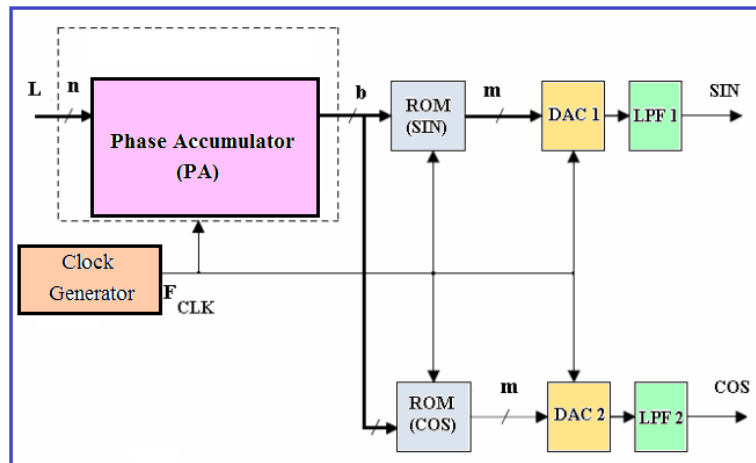 L
n
Phase Accumulator
(PA)
b
ROM
(SIN)
m
DAC 1
LPF 1
SIN
Clock
Generator
F CLK
ROM
(COS)
m
DAC 2
LPF 2
COS